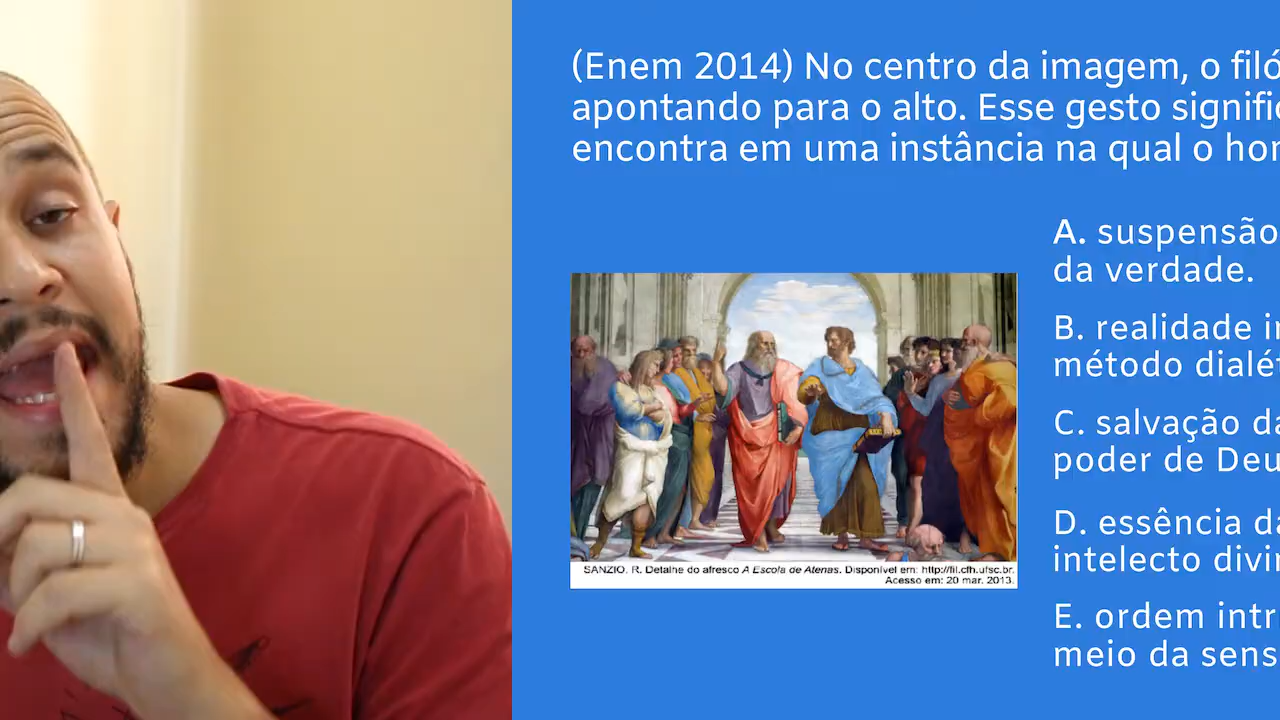 (Enem 2014) No centro da imagem, o filó
apontando para o alto. Esse gesto signific
encontra em uma instância na qual o hom
A. suspensão
da verdade.
B. realidade in
método dialét
C. salvação da
poder de Deu
D. essência da
intelecto divin
E. ordem intr
meio da sens
SANZIO, R. Detalhe do afresco A Escola de Atenas. Disponível em: http://fil.cfh.ufsc.br.
Acesso em: 20 mar. 2013.